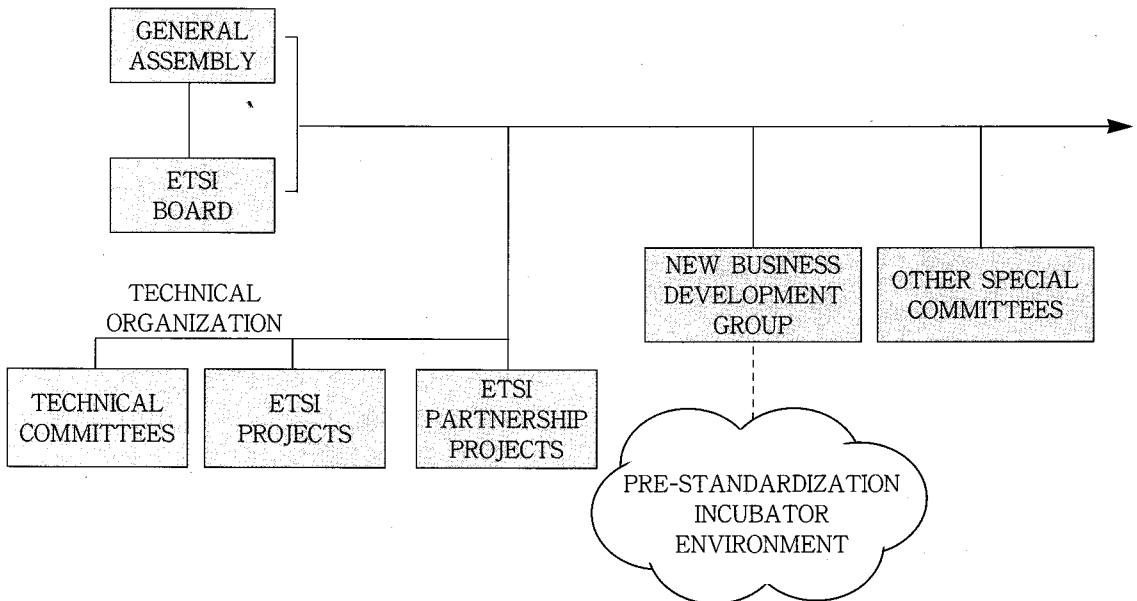 GENERAL
ASSEMBLY
ETSI
BOARD
TECHNICAL
ORGANIZATION
TECHNICAL
COMMITTEES
ETSI
PROJECTS
ETSI
PARTNERSHIP
PROJECTS
NEW BUSINESS
DEVELOPMENT
GROUP
OTHER SPECIAL
COMMITTEES
PRE-STANDARDIZATION
INCUBATOR
ENVIRONMENT